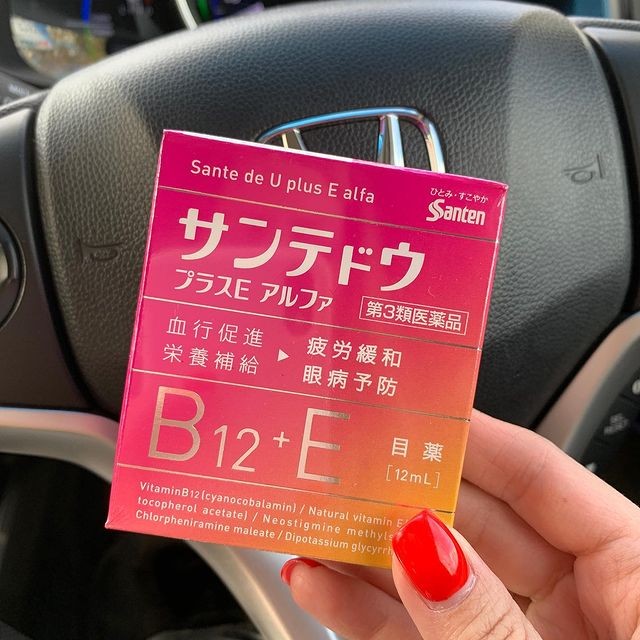 Sante de U plus E alfa
ひとみ・すこやか
Santen
サンテドウ
プラスE アルファ
第3類医薬品
血行促進
栄養補給
▶
疲労緩和
眼病予防
B12+E
目薬
[12mL]
VitaminB12(cyanocobalamin) / Natural vitamin E
tocopherol acetate) / Neostigmine
Chlorpheniramine maleate / Dipotassium